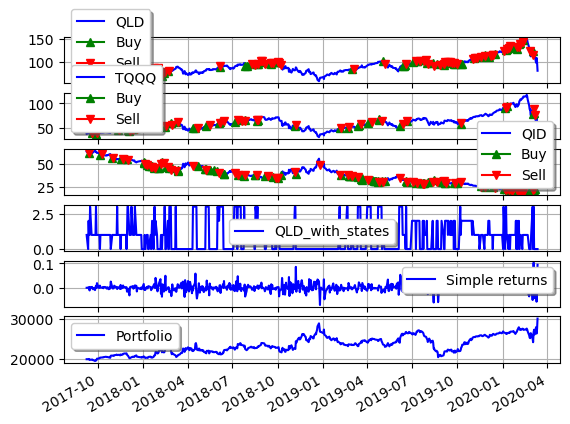 QLD
Buy
Sell
150
100
TQQQ
Buy
Sell
100
50
QID
Buy
Sell
50
25
QLD_with_states
2.5
0.0
Simple returns
0.1
0.0
Portfolio
30000
20000
2017-10
2018-01
2018-04
2018-07
2018-10
2019-01
2019-04
2019-07
2019-10
2020-01
2020-04